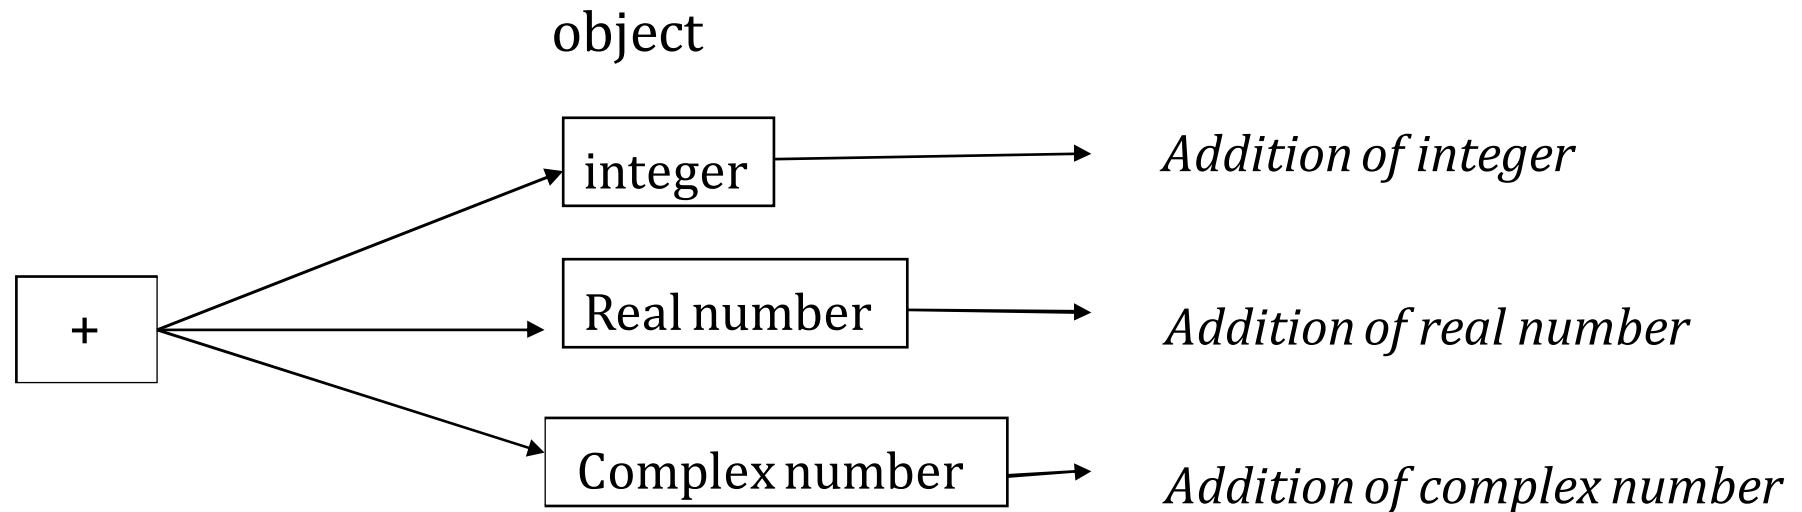 object
integer
Addition of integer
+
Real number
Addition of real number
Complex number
Addition of complex number